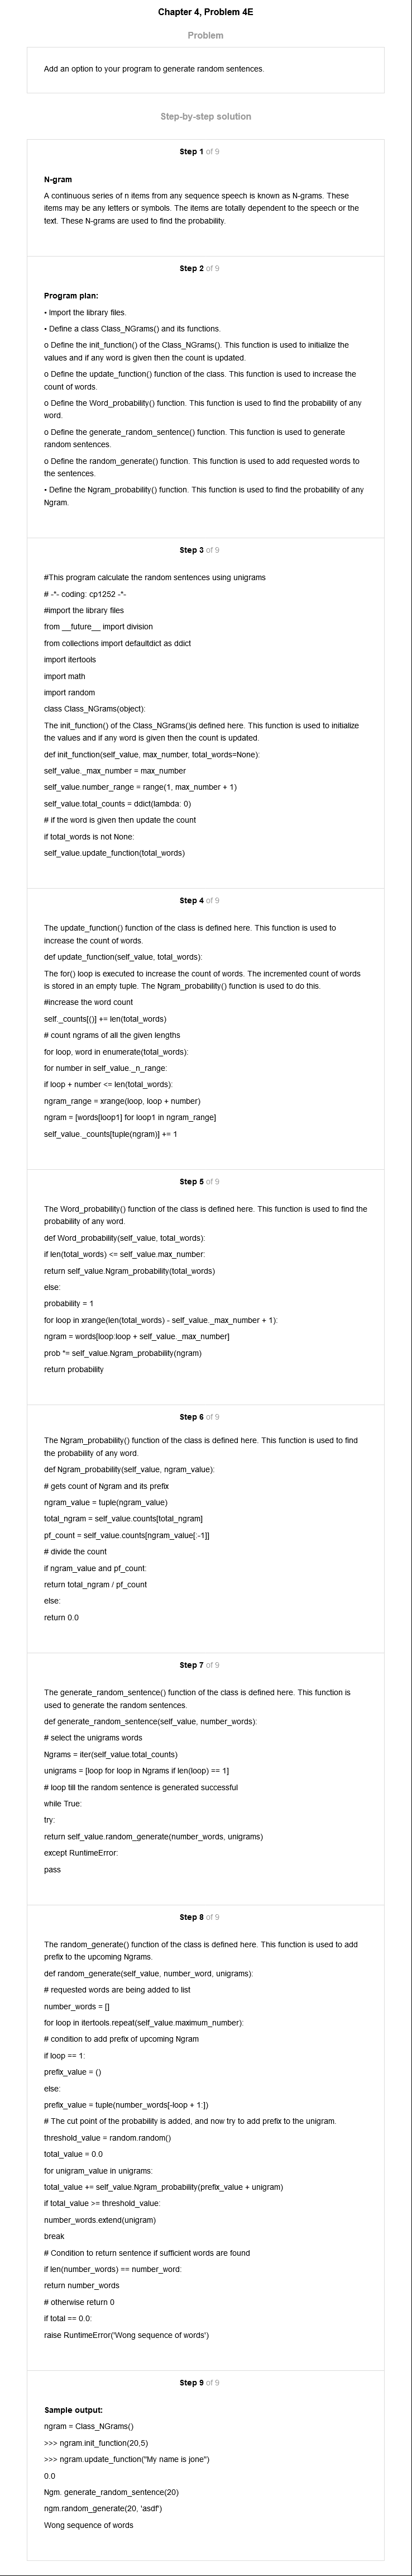 Chapter 4, Problem 4E
Problem
Add an option to your program to generate random sentences.
Step-by-step solution
Step 1 of 9
N-gram
A continuous series of n items from any sequence speech is known as N-grams. These
items may be any letters or symbols. The items are totally dependent to the speech or the
text. These N-grams are used to find the probability.
Step 2 of 9
Program plan:
• Import the library files.
• Define a class Class_NGrams() and its functions.
o Define the init_function() of the Class_NGrams(). This function is used to initialize the
values and if any word is given then the count is updated.
o Define the update_function() function of the class. This function is used to increase the
count of words.
o Define the Word_probability() function. This function is used to find the probability of any
word.
o Define the generate_random_sentence() function. This function is used to generate
random sentences.
o Define the random_generate() function. This function is used to add requested words to
the sentences.
• Define the Ngram_probability() function. This function is used to find the probability of any
Ngram.
Step 3 of 9
#This program calculate the random sentences using unigrams
# -*- coding: cp1252 -*-
#import the library files
from __future__ import division
from collections import defaultdict as ddict
import itertools
import math
import random
class Class_NGrams(object):
The init_function() of the Class_NGrams()is defined here. This function is used to initialize
the values and if any word is given then the count is updated.
def init_function(self_value, max_number, total_words=None):
self_value._max_number = max_number
self_value.number_range = range(1, max_number + 1)
self_value.total_counts = ddict(lambda: 0)
# if the word is given then update the count
if total_words is not None:
self_value.update_function(total_words)
Step 4 of 9
The update_function() function of the class is defined here. This function is used to
increase the count of words.
def update_function(self_value, total_words):
The for() loop is executed to increase the count of words. The incremented count of words
is stored in an empty tuple. The Ngram_probability() function is used to do this.
#increase the word count
self._counts[()] += len(total_words)
# count ngrams of all the given lengths
for loop, word in enumerate(total_words):
for number in self_value._n_range:
if loop + number <= len(total_words):
ngram_range = xrange(loop, loop + number)
ngram = [words[loop1] for loop1 in ngram_range]
self_value._counts[tuple(ngram)] += 1
Step 5 of 9
The Word_probability() function of the class is defined here. This function is used to find the
probability of any word.
def Word_probability(self_value, total_words):
if len(total_words) <= self_value.max_number:
return self_value.Ngram_probability(total_words)
else:
probability = 1
for loop in xrange(len(total_words) - self_value._max_number + 1):
ngram = words[loop:loop + self_value._max_number]
prob *= self_value.Ngram_probability(ngram)
return probability
Step 6 of 9
The Ngram_probability() function of the class is defined here. This function is used to find
the probability of any word.
def Ngram_probability(self_value, ngram_value):
# gets count of Ngram and its prefix
ngram_value = tuple(ngram_value)
total_ngram = self_value.counts[total_ngram]
pf_count = self_value.counts[ngram_value[:-1]]
# divide the count
if ngram_value and pf_count:
return total_ngram / pf_count
else:
return 0.0
Step 7 of 9
The generate_random_sentence() function of the class is defined here. This function is
used to generate the random sentences.
def generate_random_sentence(self_value, number_words):
# select the unigrams words
Ngrams = iter(self_value.total_counts)
unigrams = [loop for loop in Ngrams if len(loop) == 1]
# loop till the random sentence is generated successful
while True:
try:
return self_value.random_generate(number_words, unigrams)
except RuntimeError:
pass
Step 8 of 9
The random_generate() function of the class is defined here. This function is used to add
prefix to the upcoming Ngrams.
def random_generate(self_value, number_word, unigrams):
# requested words are being added to list
number_words = []
for loop in itertools.repeat(self_value.maximum_number):
# condition to add prefix of upcoming Ngram
if loop == 1:
prefix_value = ()
else:
prefix_value = tuple(number_words[-loop + 1:])
# The cut point of the probability is added, and now try to add prefix to the unigram.
threshold_value = random.random()
total_value = 0.0
for unigram_value in unigrams:
total_value += self_value.Ngram_probability(prefix_value + unigram)
if total_value >= threshold_value:
number_words.extend(unigram)
break
# Condition to return sentence if sufficient words are found
if len(number_words) == number_word:
return number_words
# otherwise return 0
if total == 0.0:
raise RuntimeError('Wong sequence of words')
Step 9 of 9
Sample output:
ngram = Class_NGrams()
>>> ngram.init_function(20,5)
>>> ngram.update_function("My name is jone")
0.0
Ngm. generate_random_sentence(20)
ngm.random_generate(20, 'asdf')
Wong sequence of words